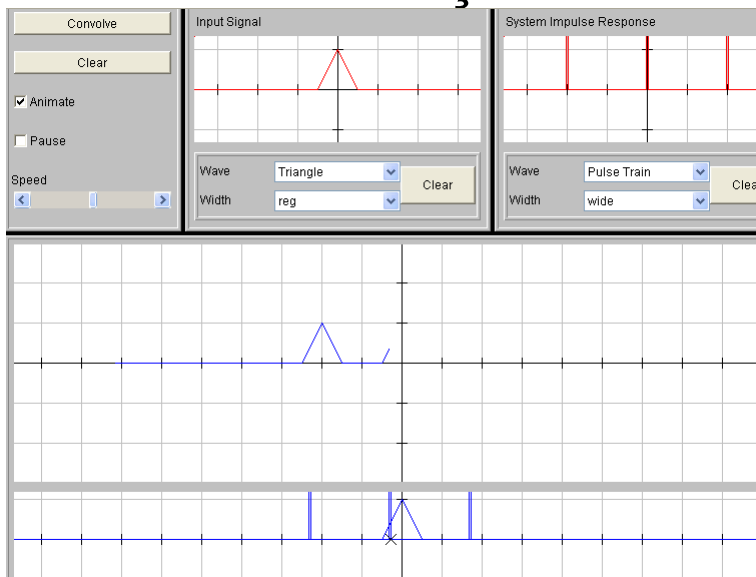 3
Convolve
Clear
Animate
Pause
Speed
Input Signal
Wave
Triangle
Width
reg
Clear
System Impulse Response
Wave
Pulse Train
Width
wide